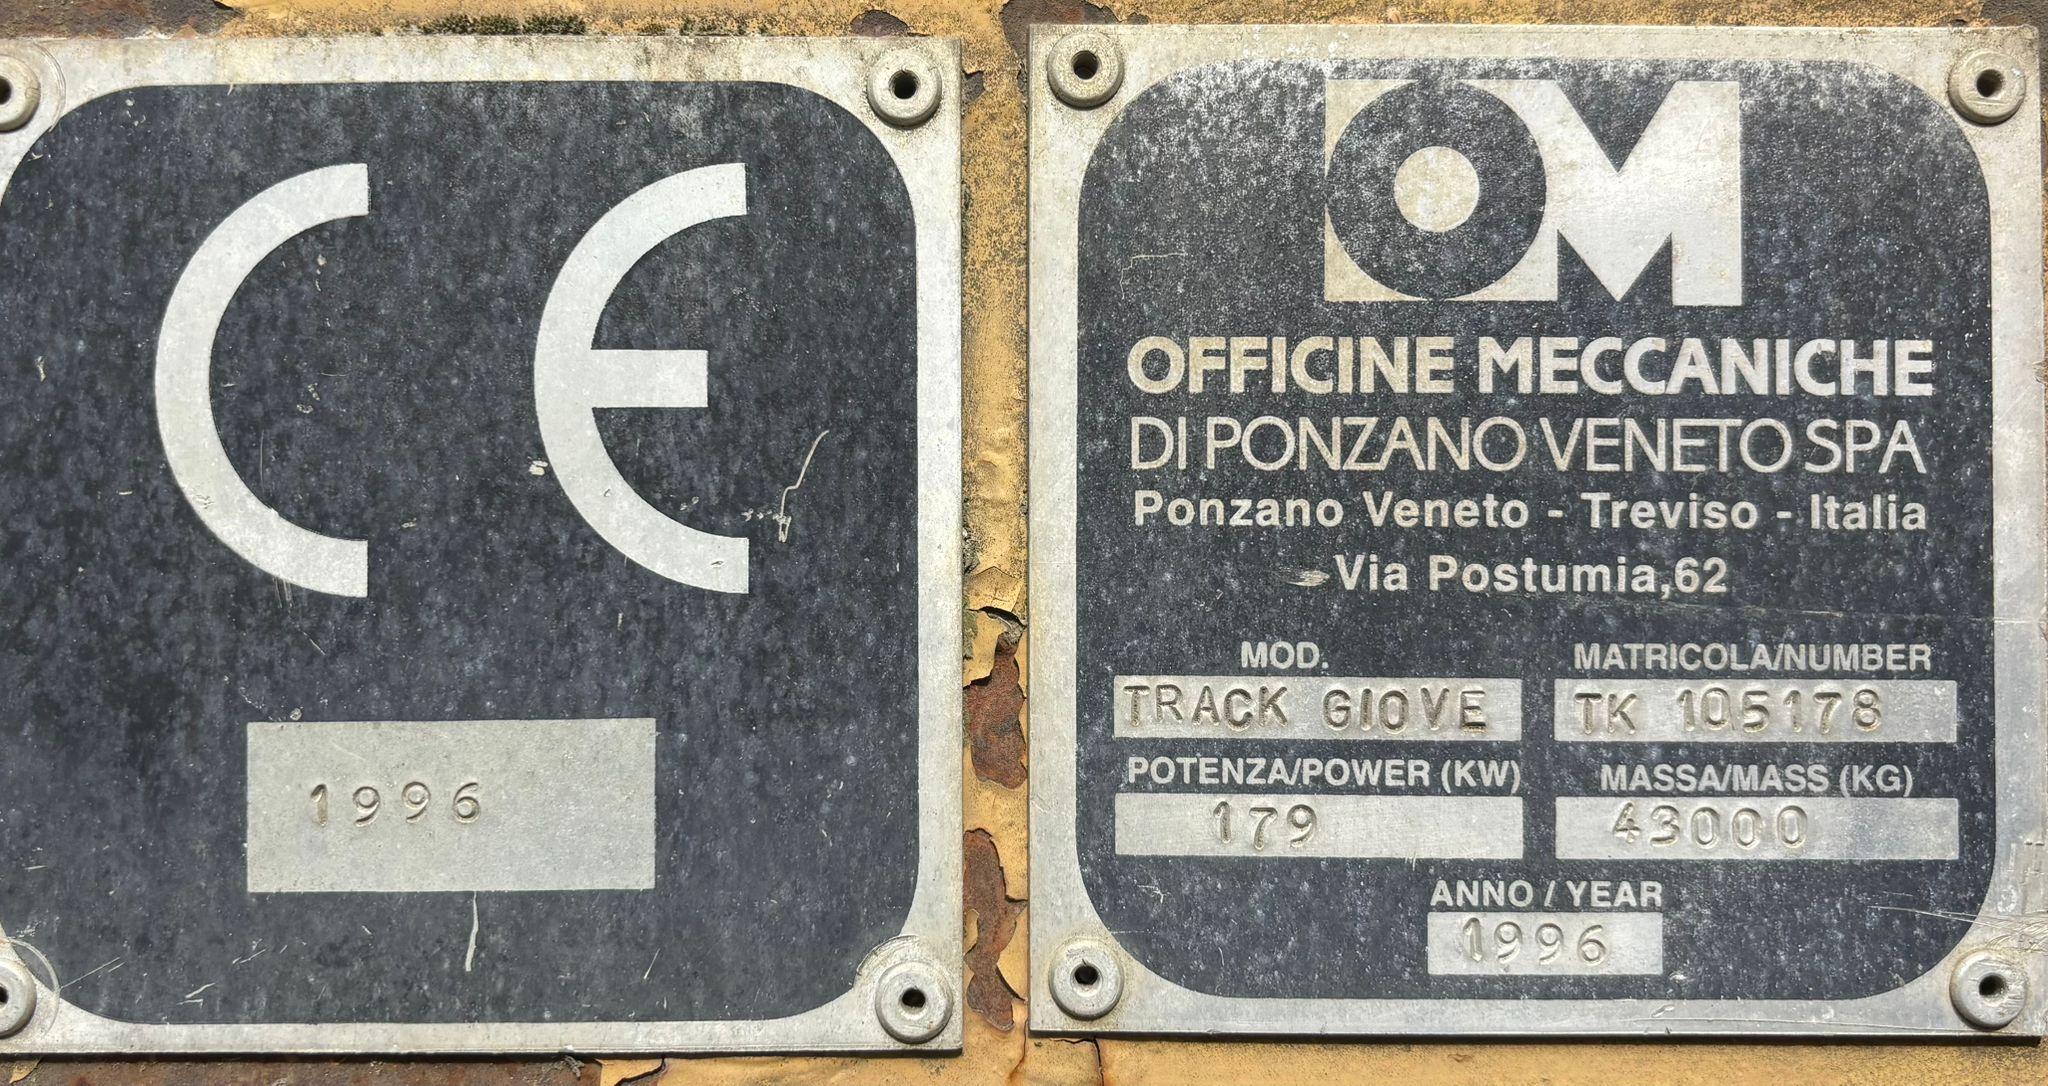 CE
1996
OM
OFFICINE MECCANICHE
DI PONZANO VENETO SPA
Ponzano Veneto - Treviso - Italia
Via Postumia,62
MOD. MATRICOLA/NUMBER
TRACK GIOVE TK 105178
POTENZA/POWER (KW) MASSA/MASS (KG)
179 43000
ANNO / YEAR
1996